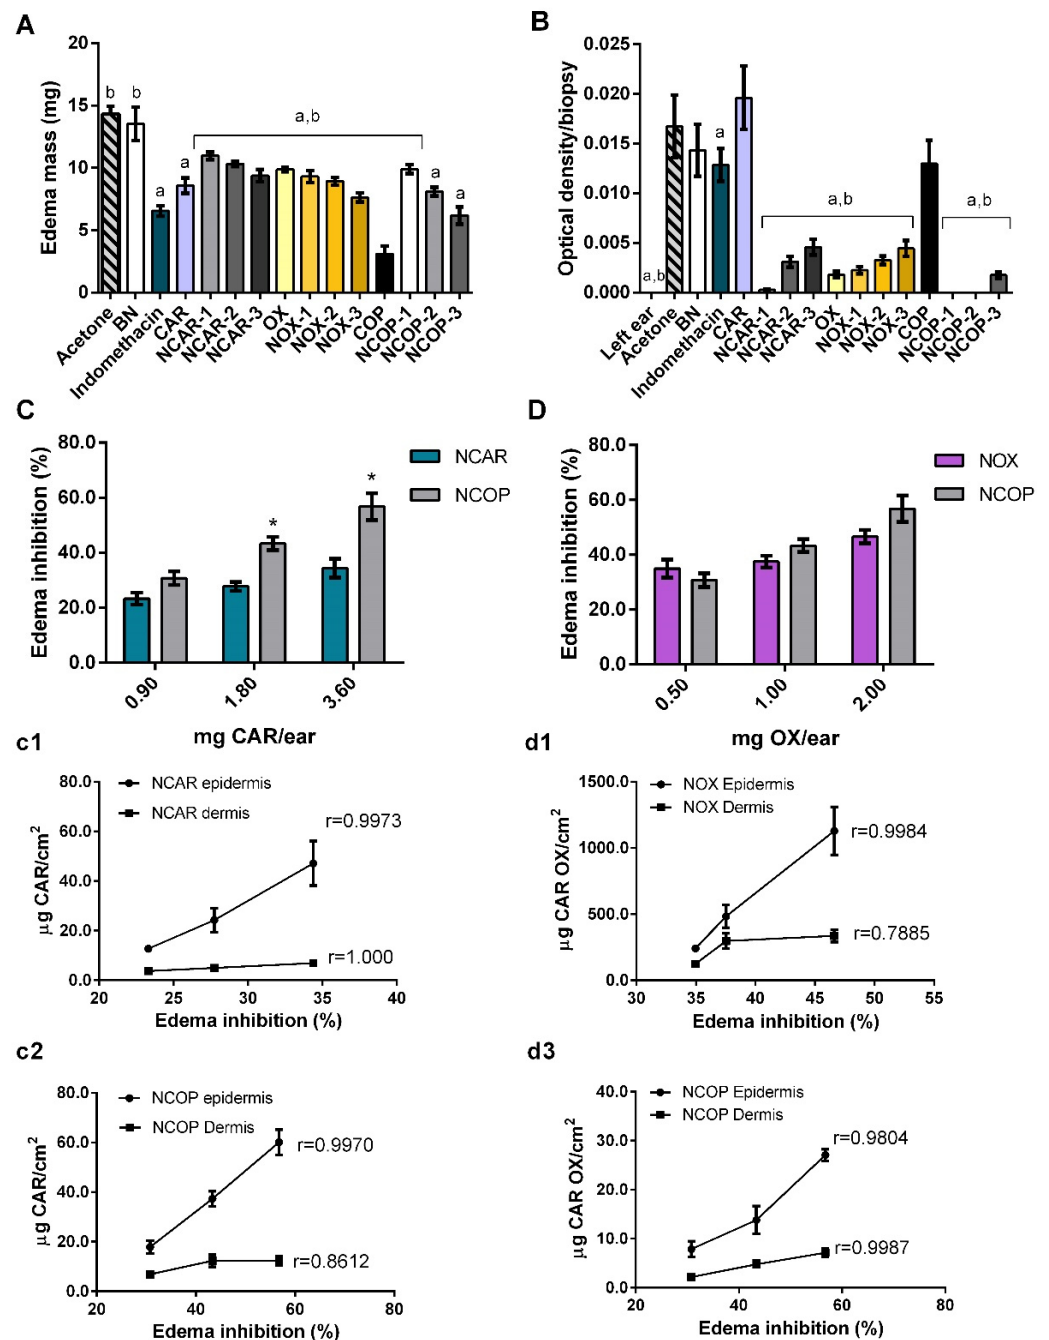 A
Edema mass (mg)
20
15
10
5
0
b
b
a
a
a,b
a
a
Acetone
BN
Indomethacin
CAR
NCAR-1
NCAR-2
NCAR-3
OX
NOX-1
NOX-2
NOX-3
COP
NCOP-1
NCOP-2
NCOP-3
B
Optical density/biopsy
0.025
0.020
0.015
0.010
0.005
0.000
a,b
a
a,b
a,b
Left ear
Acetone
BN
Indomethacin
CAR
NCAR-1
NCAR-2
NCAR-3
OX
NOX-1
NOX-2
NOX-3
COP
NCOP-1
NCOP-2
NCOP-3
C
Edema inhibition (%)
80.0
60.0
40.0
20.0
0.0
*
*
NCAR
NCOP
0.90
1.80
3.60
mg CAR/ear
D
Edema inhibition (%)
80.0
60.0
40.0
20.0
0.0
NOX
NCOP
0.50
1.00
2.00
mg OX/ear
c1
µg CAR/cm²
80.0
60.0
40.0
20.0
0.0
NCAR epidermis
NCAR dermis
r=0.9973
r=1.000
20
25
30
35
40
Edema inhibition (%)
d1
µg CAR OX/cm²
1500.0
1000.0
500.0
0.0
NOX Epidermis
NOX Dermis
r=0.9984
r=0.7885
30
35
40
45
50
55
Edema inhibition (%)
c2
µg CAR/cm²
80.0
60.0
40.0
20.0
0.0
NCOP epidermis
NCOP Dermis
r=0.9970
r=0.8612
20
40
60
80
Edema inhibition (%)
d3
µg CAR OX/cm²
40.0
30.0
20.0
10.0
0.0
NCOP Epidermis
NCOP Dermis
r=0.9804
r=0.9987
20
40
60
80
Edema inhibition (%)